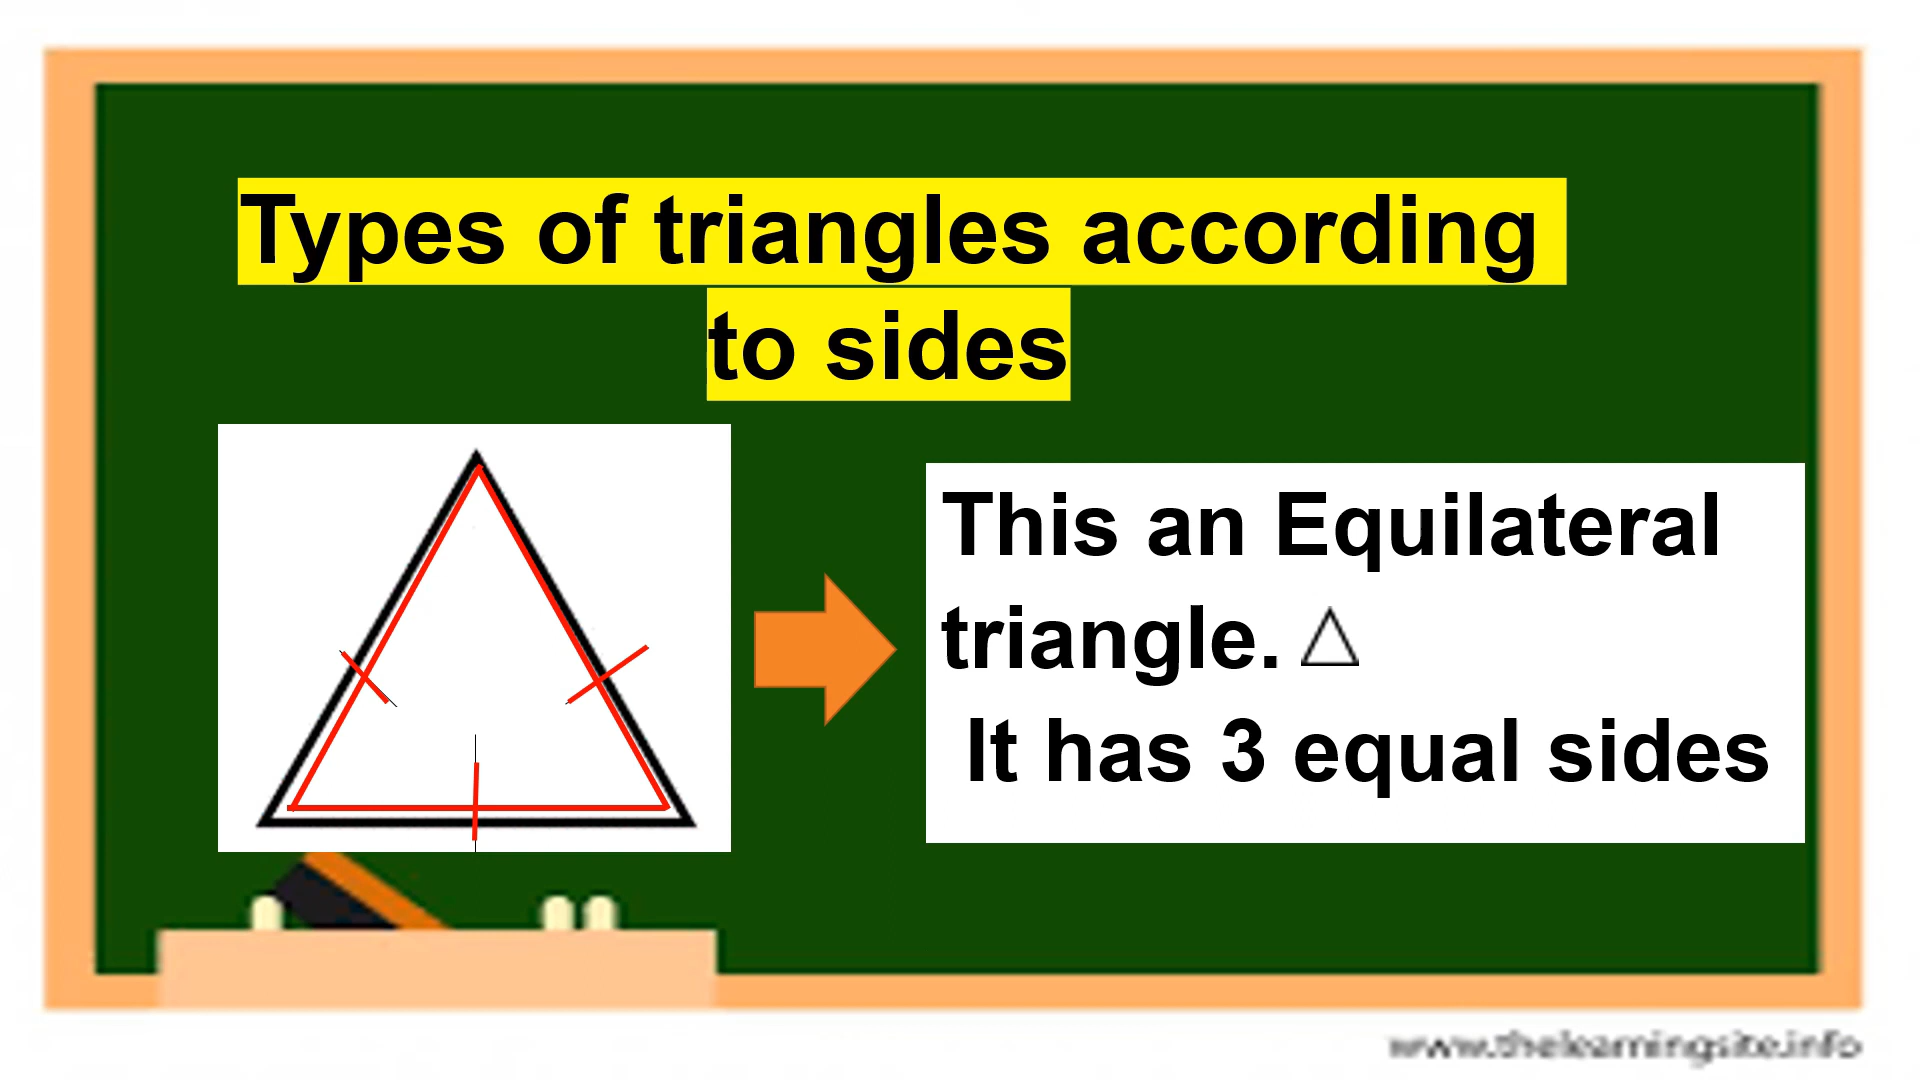 Types of triangles according
to sides
This an Equilateral
triangle. △
It has 3 equal sides
www.thelearningsite.info